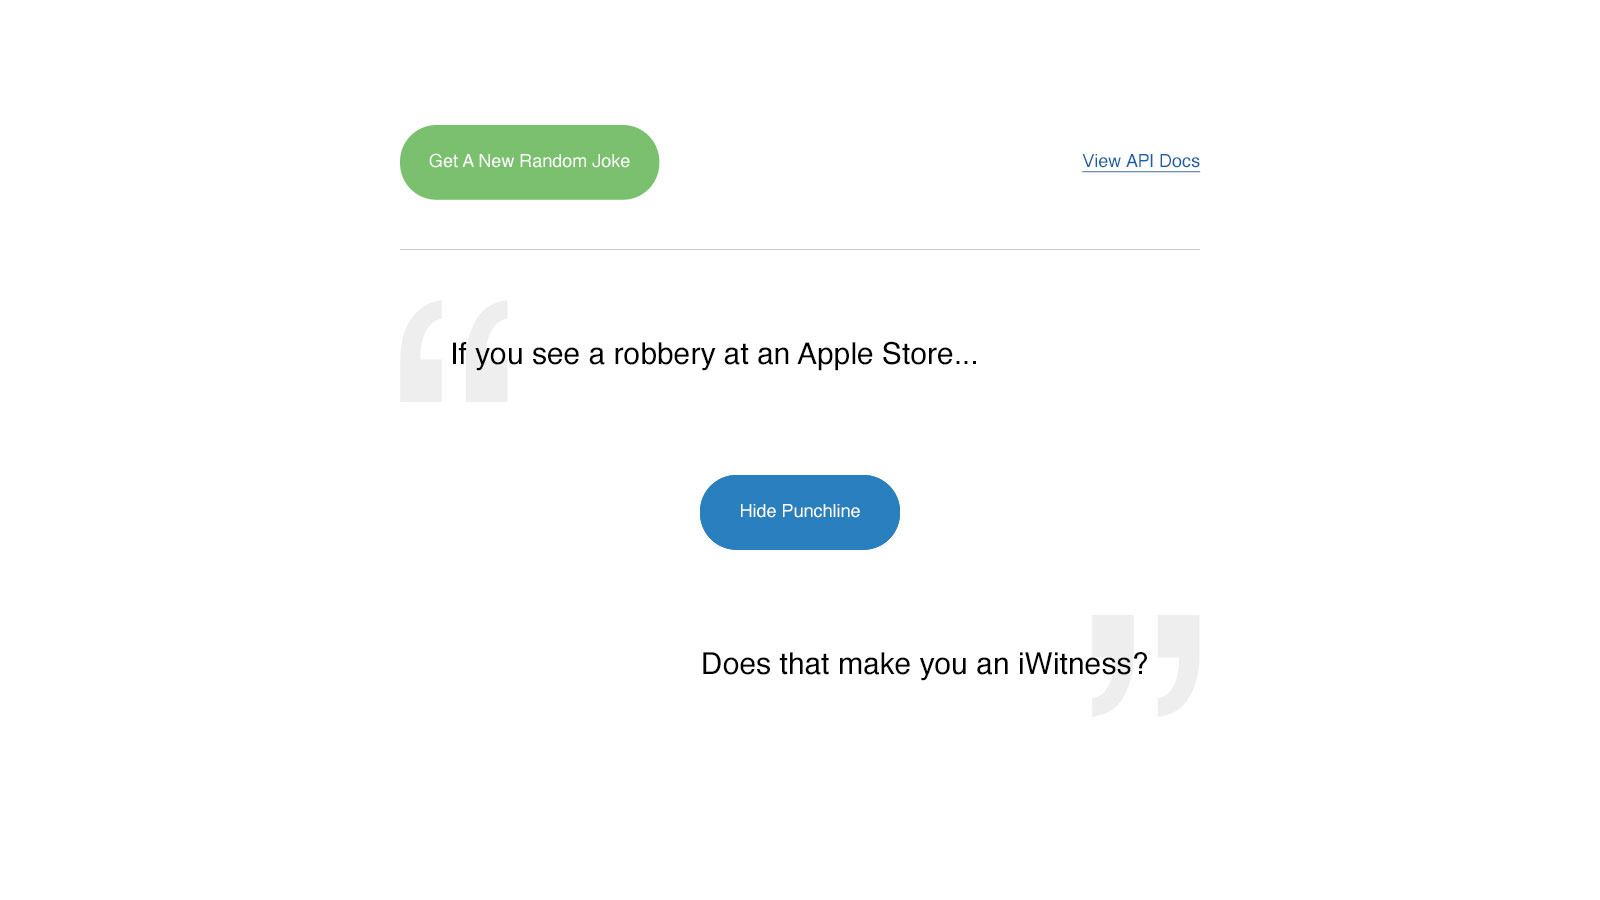 Get A New Random Joke
View API Docs
If you see a robbery at an Apple Store...
Hide Punchline
Does that make you an iWitness?